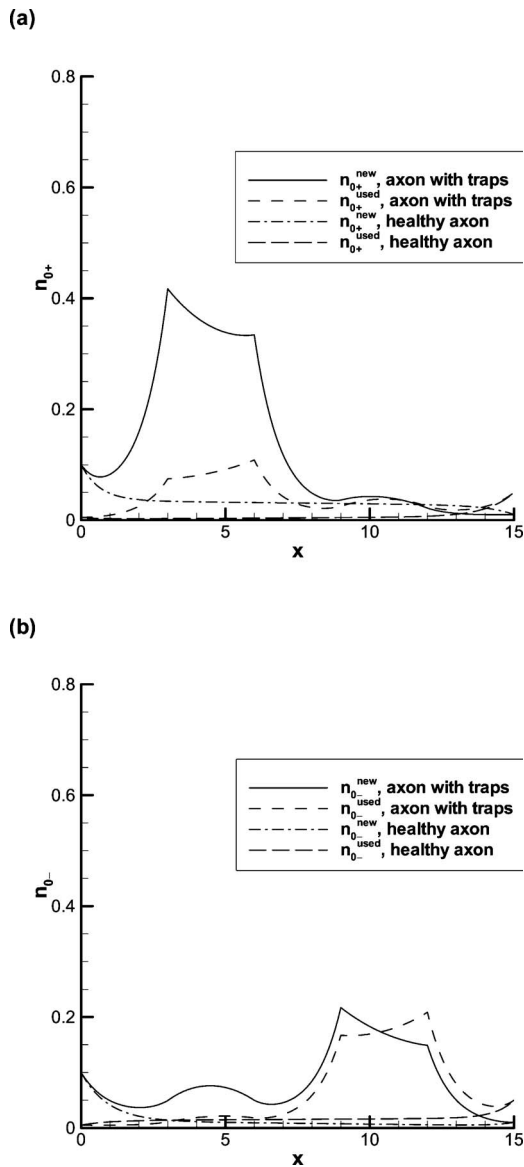 (a)
0.8
0.6
0.4
0.2
0
n0+
n0+new, axon with traps
n0+used, axon with traps
n0+new, healthy axon
n0+used, healthy axon
0 5 10 15
x
(b)
0.8
0.6
0.4
0.2
0
n0–
n0–new, axon with traps
n0–used, axon with traps
n0–new, healthy axon
n0–used, healthy axon
0 5 10 15
x